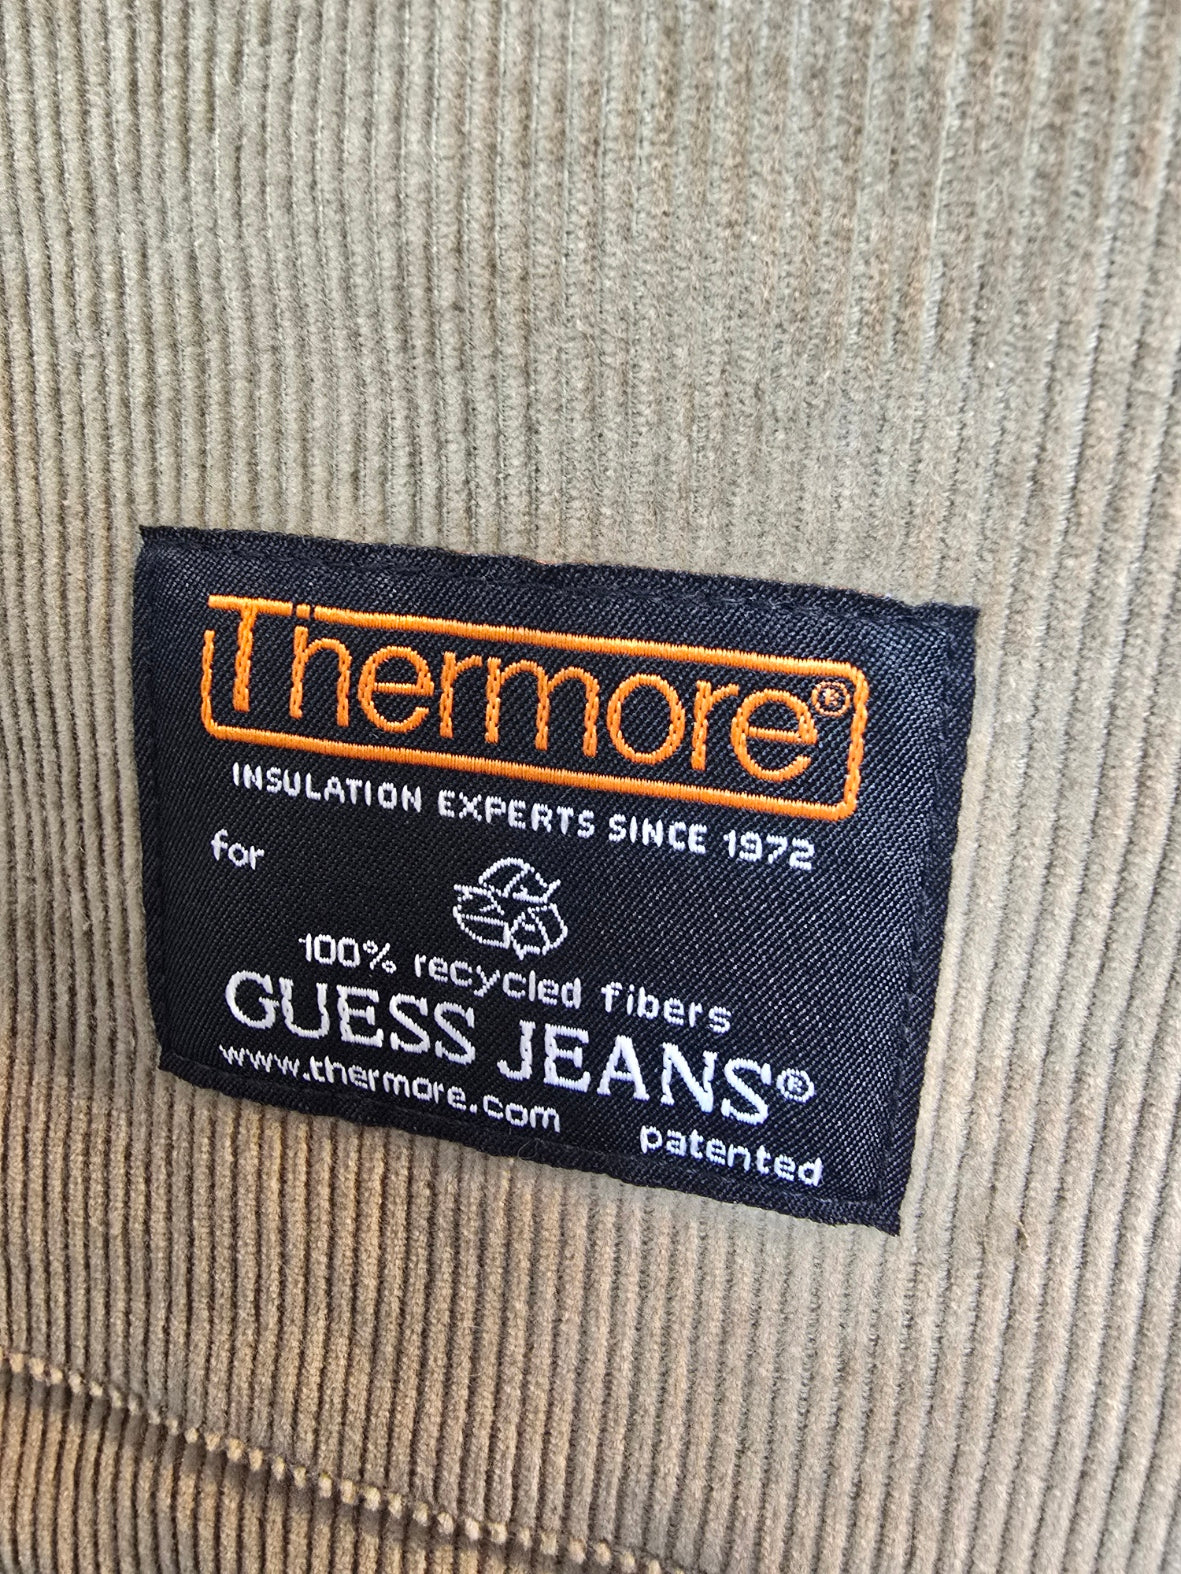 Thermore®
INSULATION EXPERTS SINCE 1972
for
100% recycled fibers
GUESS JEANS®
www.thermore.com
patented